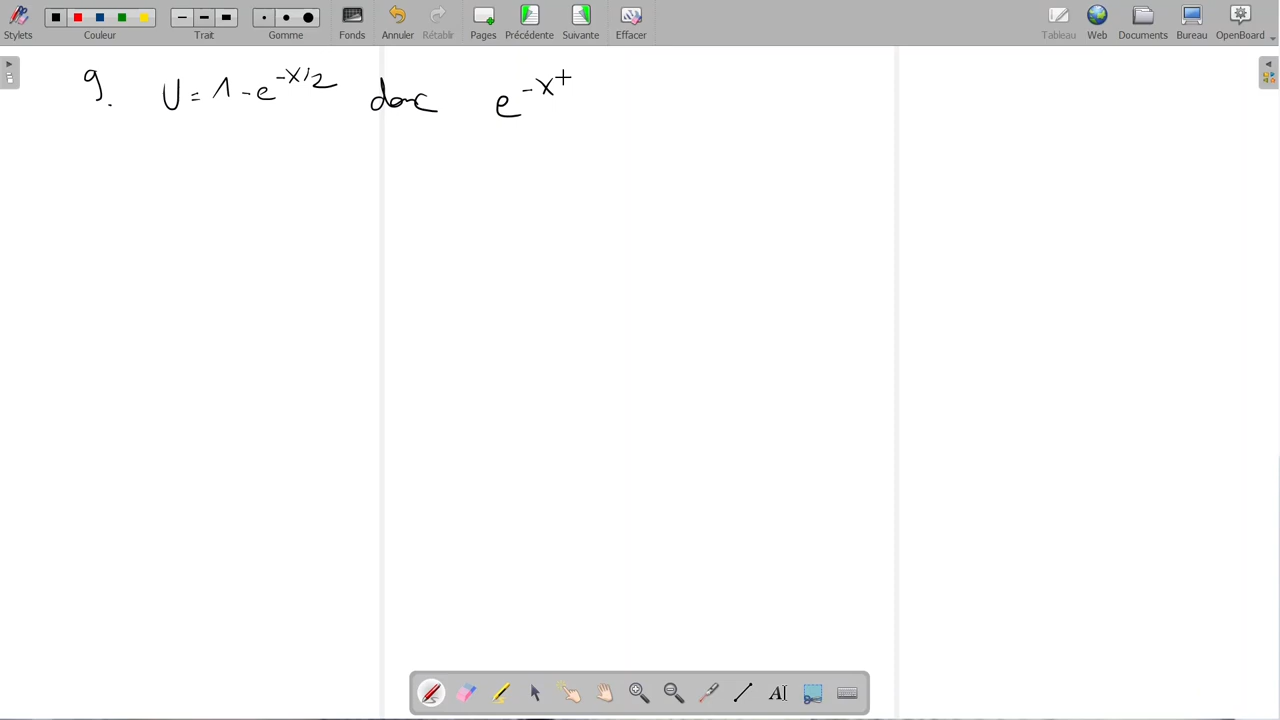 Stylets Couleur Trait Gomme Fonds Annuler Rétablir Pages Précédente Suivante Effacer Tableau Web Documents Bureau OpenBoard
9. U = 1 - e^{-X/2} donc e^{-X+}